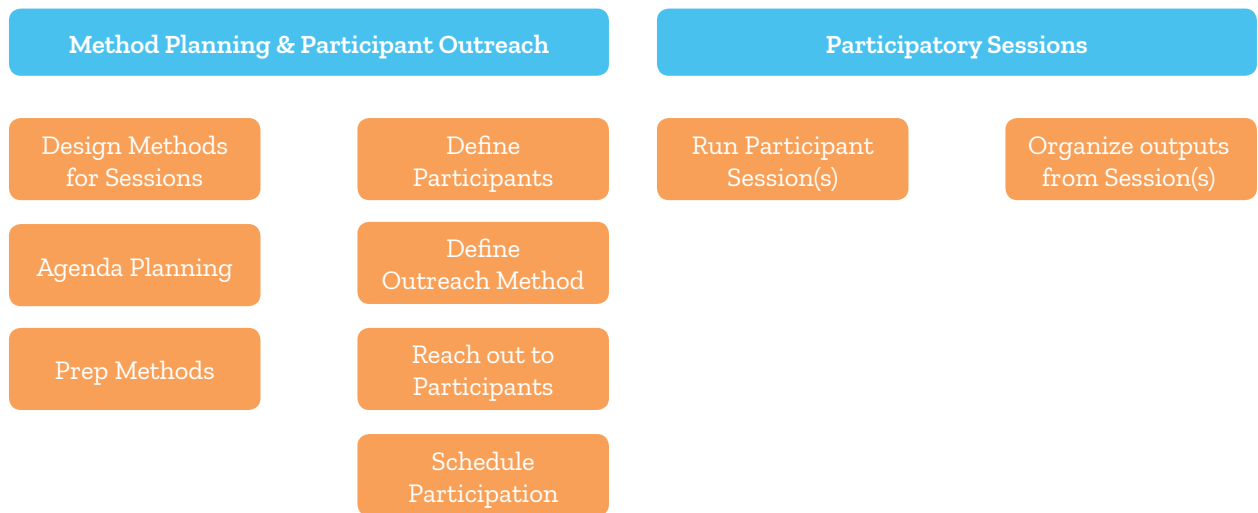 Method Planning & Participant Outreach
Participatory Sessions
Design Methods
for Sessions
Define
Participants
Run Participant
Session(s)
Organize outputs
from Session(s)
Agenda Planning
Define
Outreach Method
Prep Methods
Reach out to
Participants
Schedule
Participation